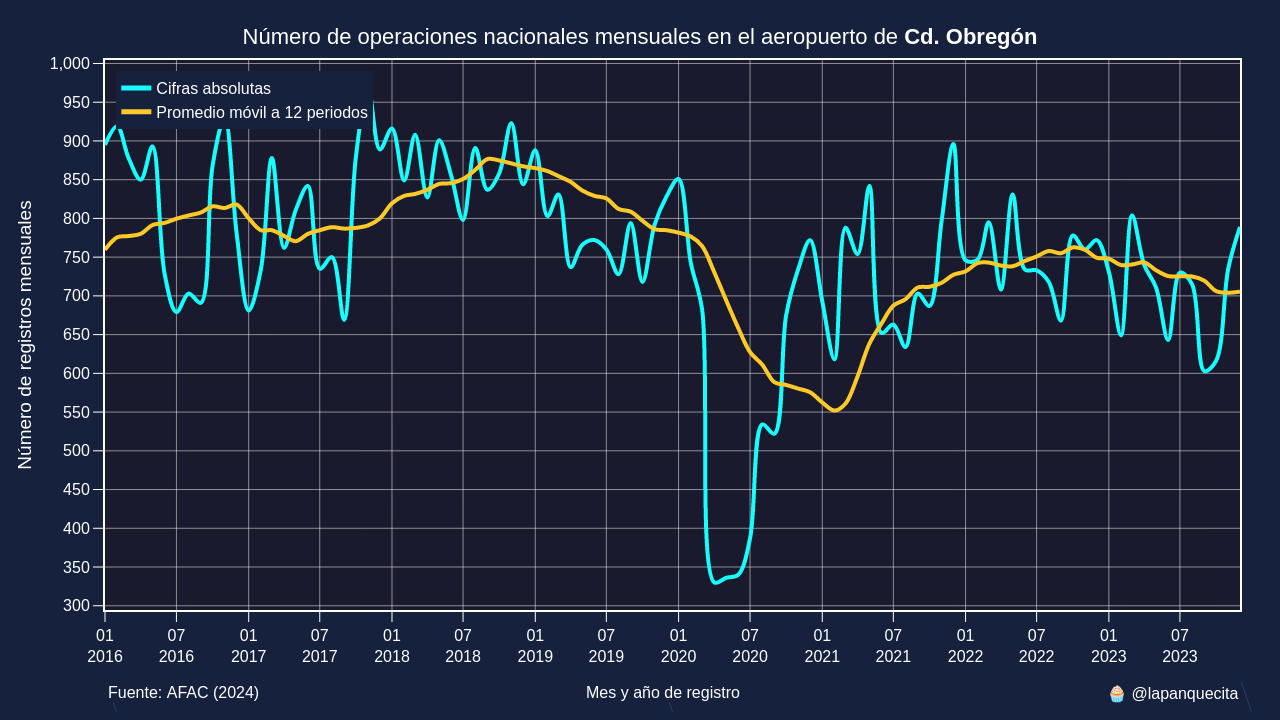 Número de operaciones nacionales mensuales en el aeropuerto de Cd. Obregón
Cifras absolutas
Promedio móvil a 12 periodos
Número de registros mensuales
1,000
950
900
850
800
750
700
650
600
550
500
450
400
350
300
01 07 01 07 01 07 01 07 01 07 01 07 01 07 01 07
2016 2016 2017 2017 2018 2018 2019 2019 2020 2020 2021 2021 2022 2022 2023 2023
Fuente: AFAC (2024) Mes y año de registro 🧁 @lapanquecita